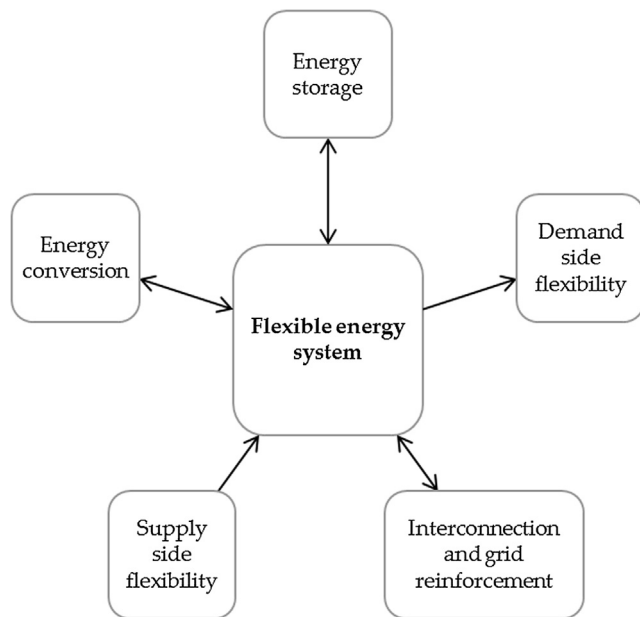 Energy
storage
Energy
conversion
Demand
side
flexibility
Flexible energy
system
Supply
side
flexibility
Interconnection
and grid
reinforcement